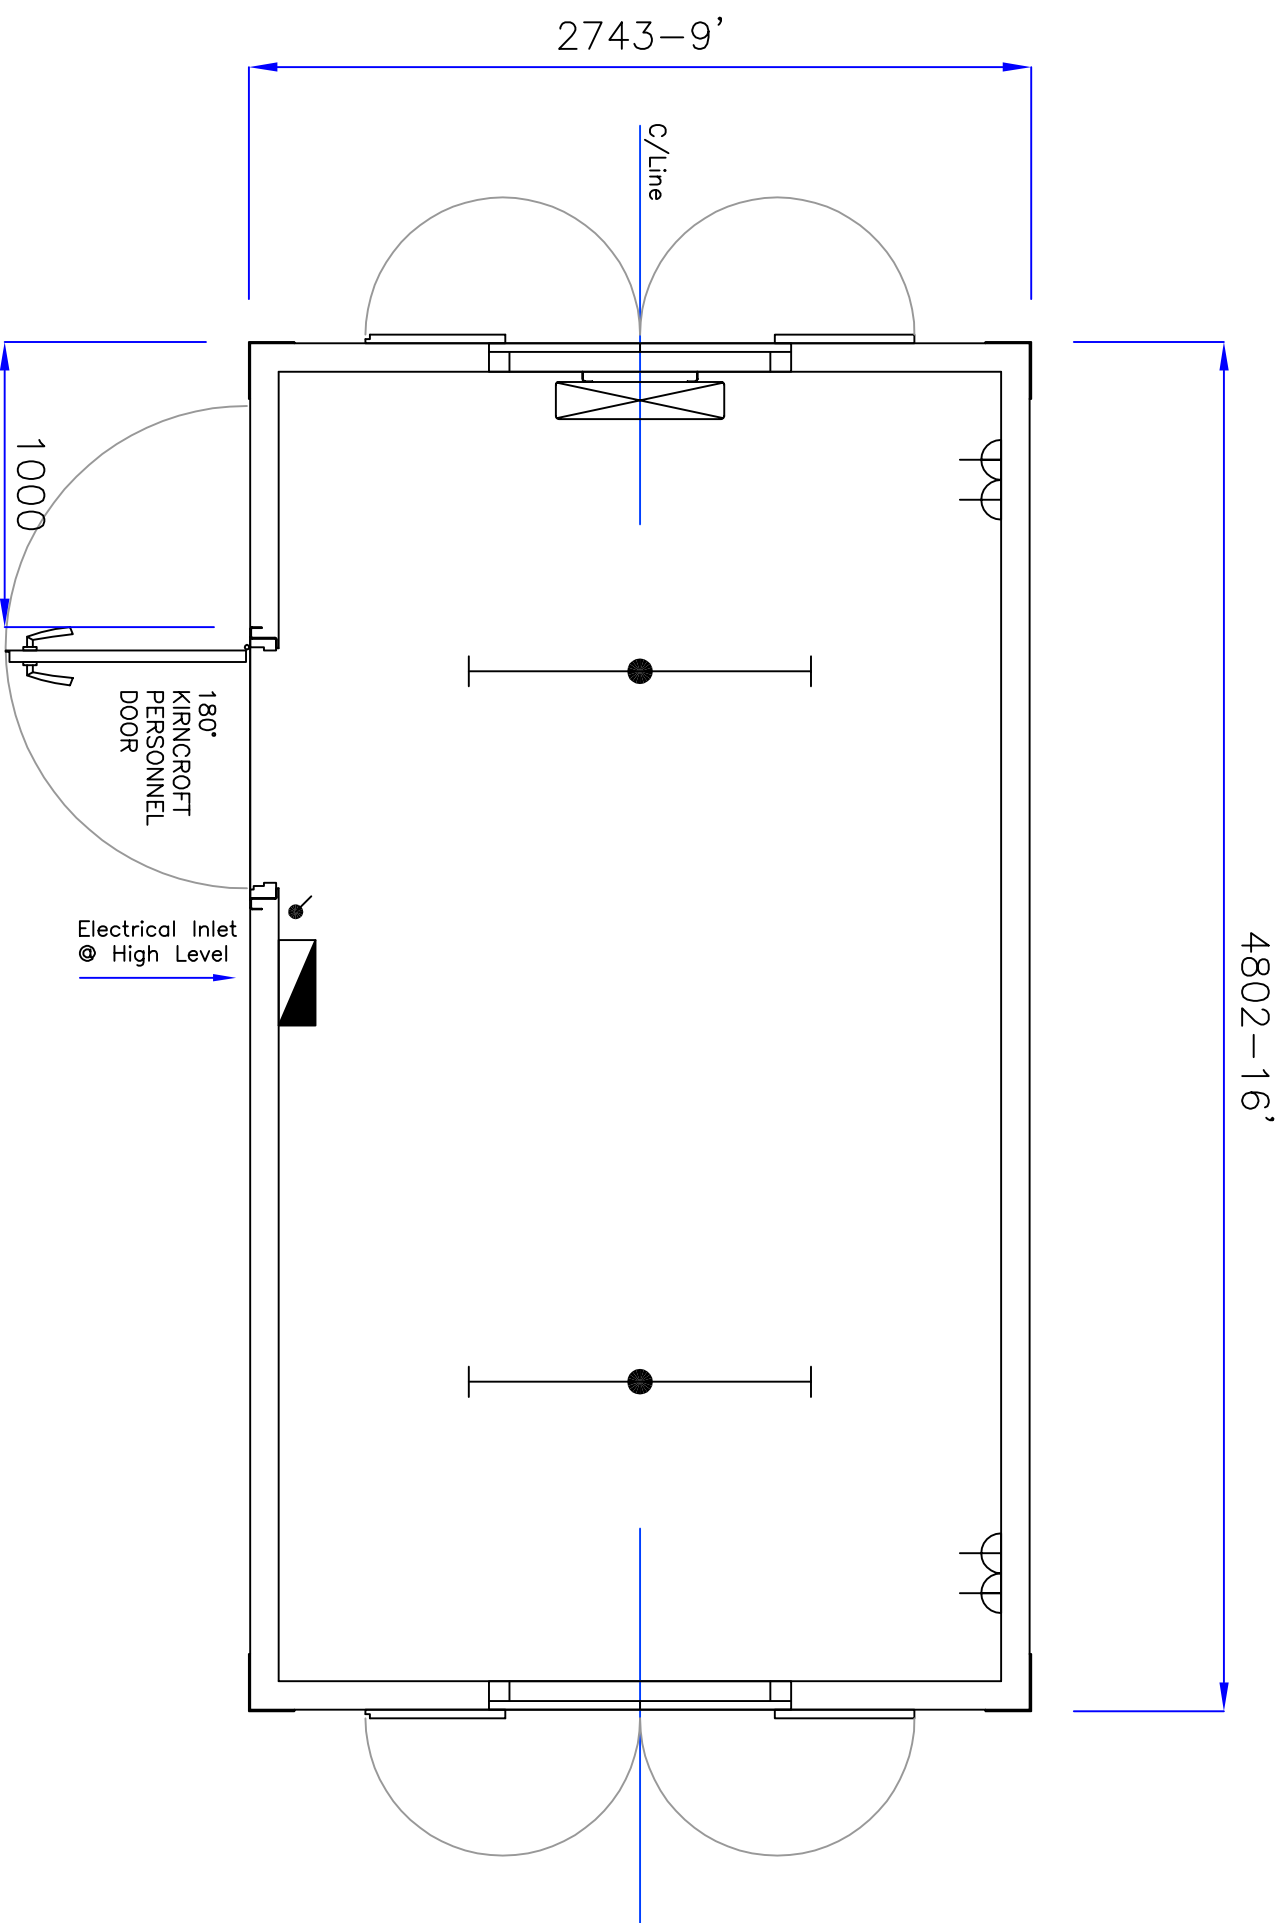 2743-9'
C/Line
1000
180°
KIRNCROFT
PERSONNEL
DOOR
Electrical Inlet
@ High Level
4802-16'